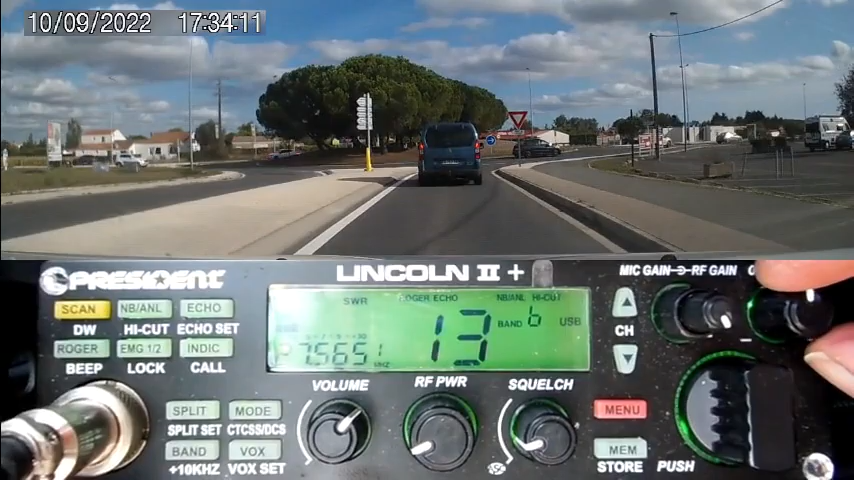 10/09/2022 17:34:11
PRESIDENT
LINCOLN II +
MIC GAIN RF GAIN
SCAN
NB/ANL
ECHO
DW
HI-CUT
ECHO SET
ROGER
EMG 1/2
INDIC
BEEP
LOCK
CALL
SWR
ROGER ECHO
NB/ANL HI-CUT
13
BAND 6
USB
CH
VOLUME
RF PWR
SQUELCH
SPLIT
MODE
SPLIT SET
CTCSS/DCS
BAND
VOX
+10KHZ
VOX SET
MENU
MEM
STORE
PUSH